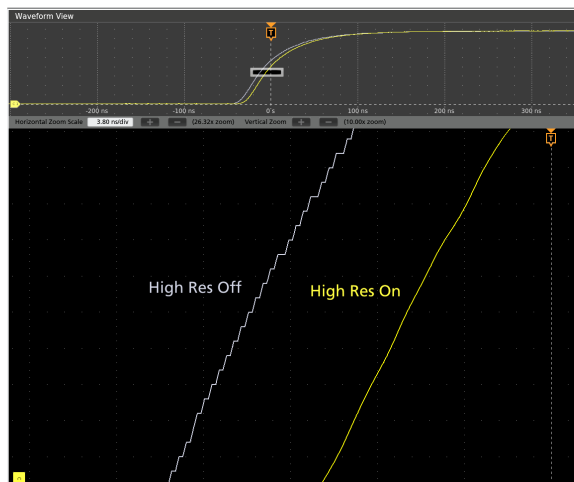 Waveform View
T
-200 ns -100 ns 0 s 100 ns 200 ns 300 ns
Horizontal Zoom Scale 3.80 ns/div + − (26.32x zoom) Vertical Zoom + − (10.00x zoom)
T
High Res Off High Res On